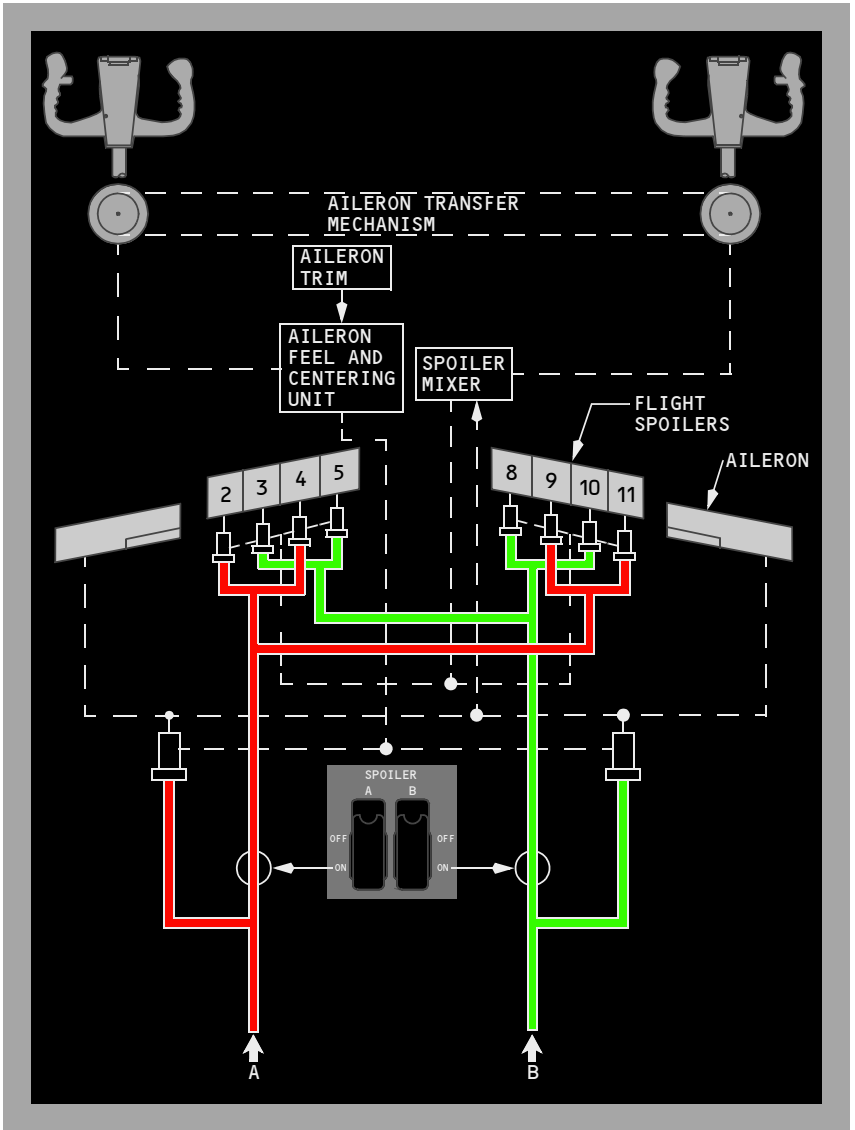 AILERON TRANSFER
MECHANISM
AILERON
TRIM
AILERON
FEEL AND
CENTERING
UNIT
SPOILER
MIXER
FLIGHT
SPOILERS
AILERON
2 3 4 5
8 9 10 11
SPOILER
A B
OFF OFF
ON ON
A B